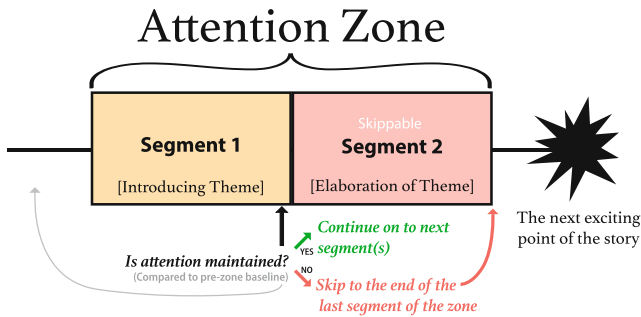 Attention Zone
Skippable
Segment 1
Segment 2
[Introducing Theme]
[Elaboration of Theme]
The next exciting
point of the story
Continue on to next
segment(s)
YES
Is attention maintained?
(Compared to pre-zone baseline)
NO
Skip to the end of the
last segment of the zone